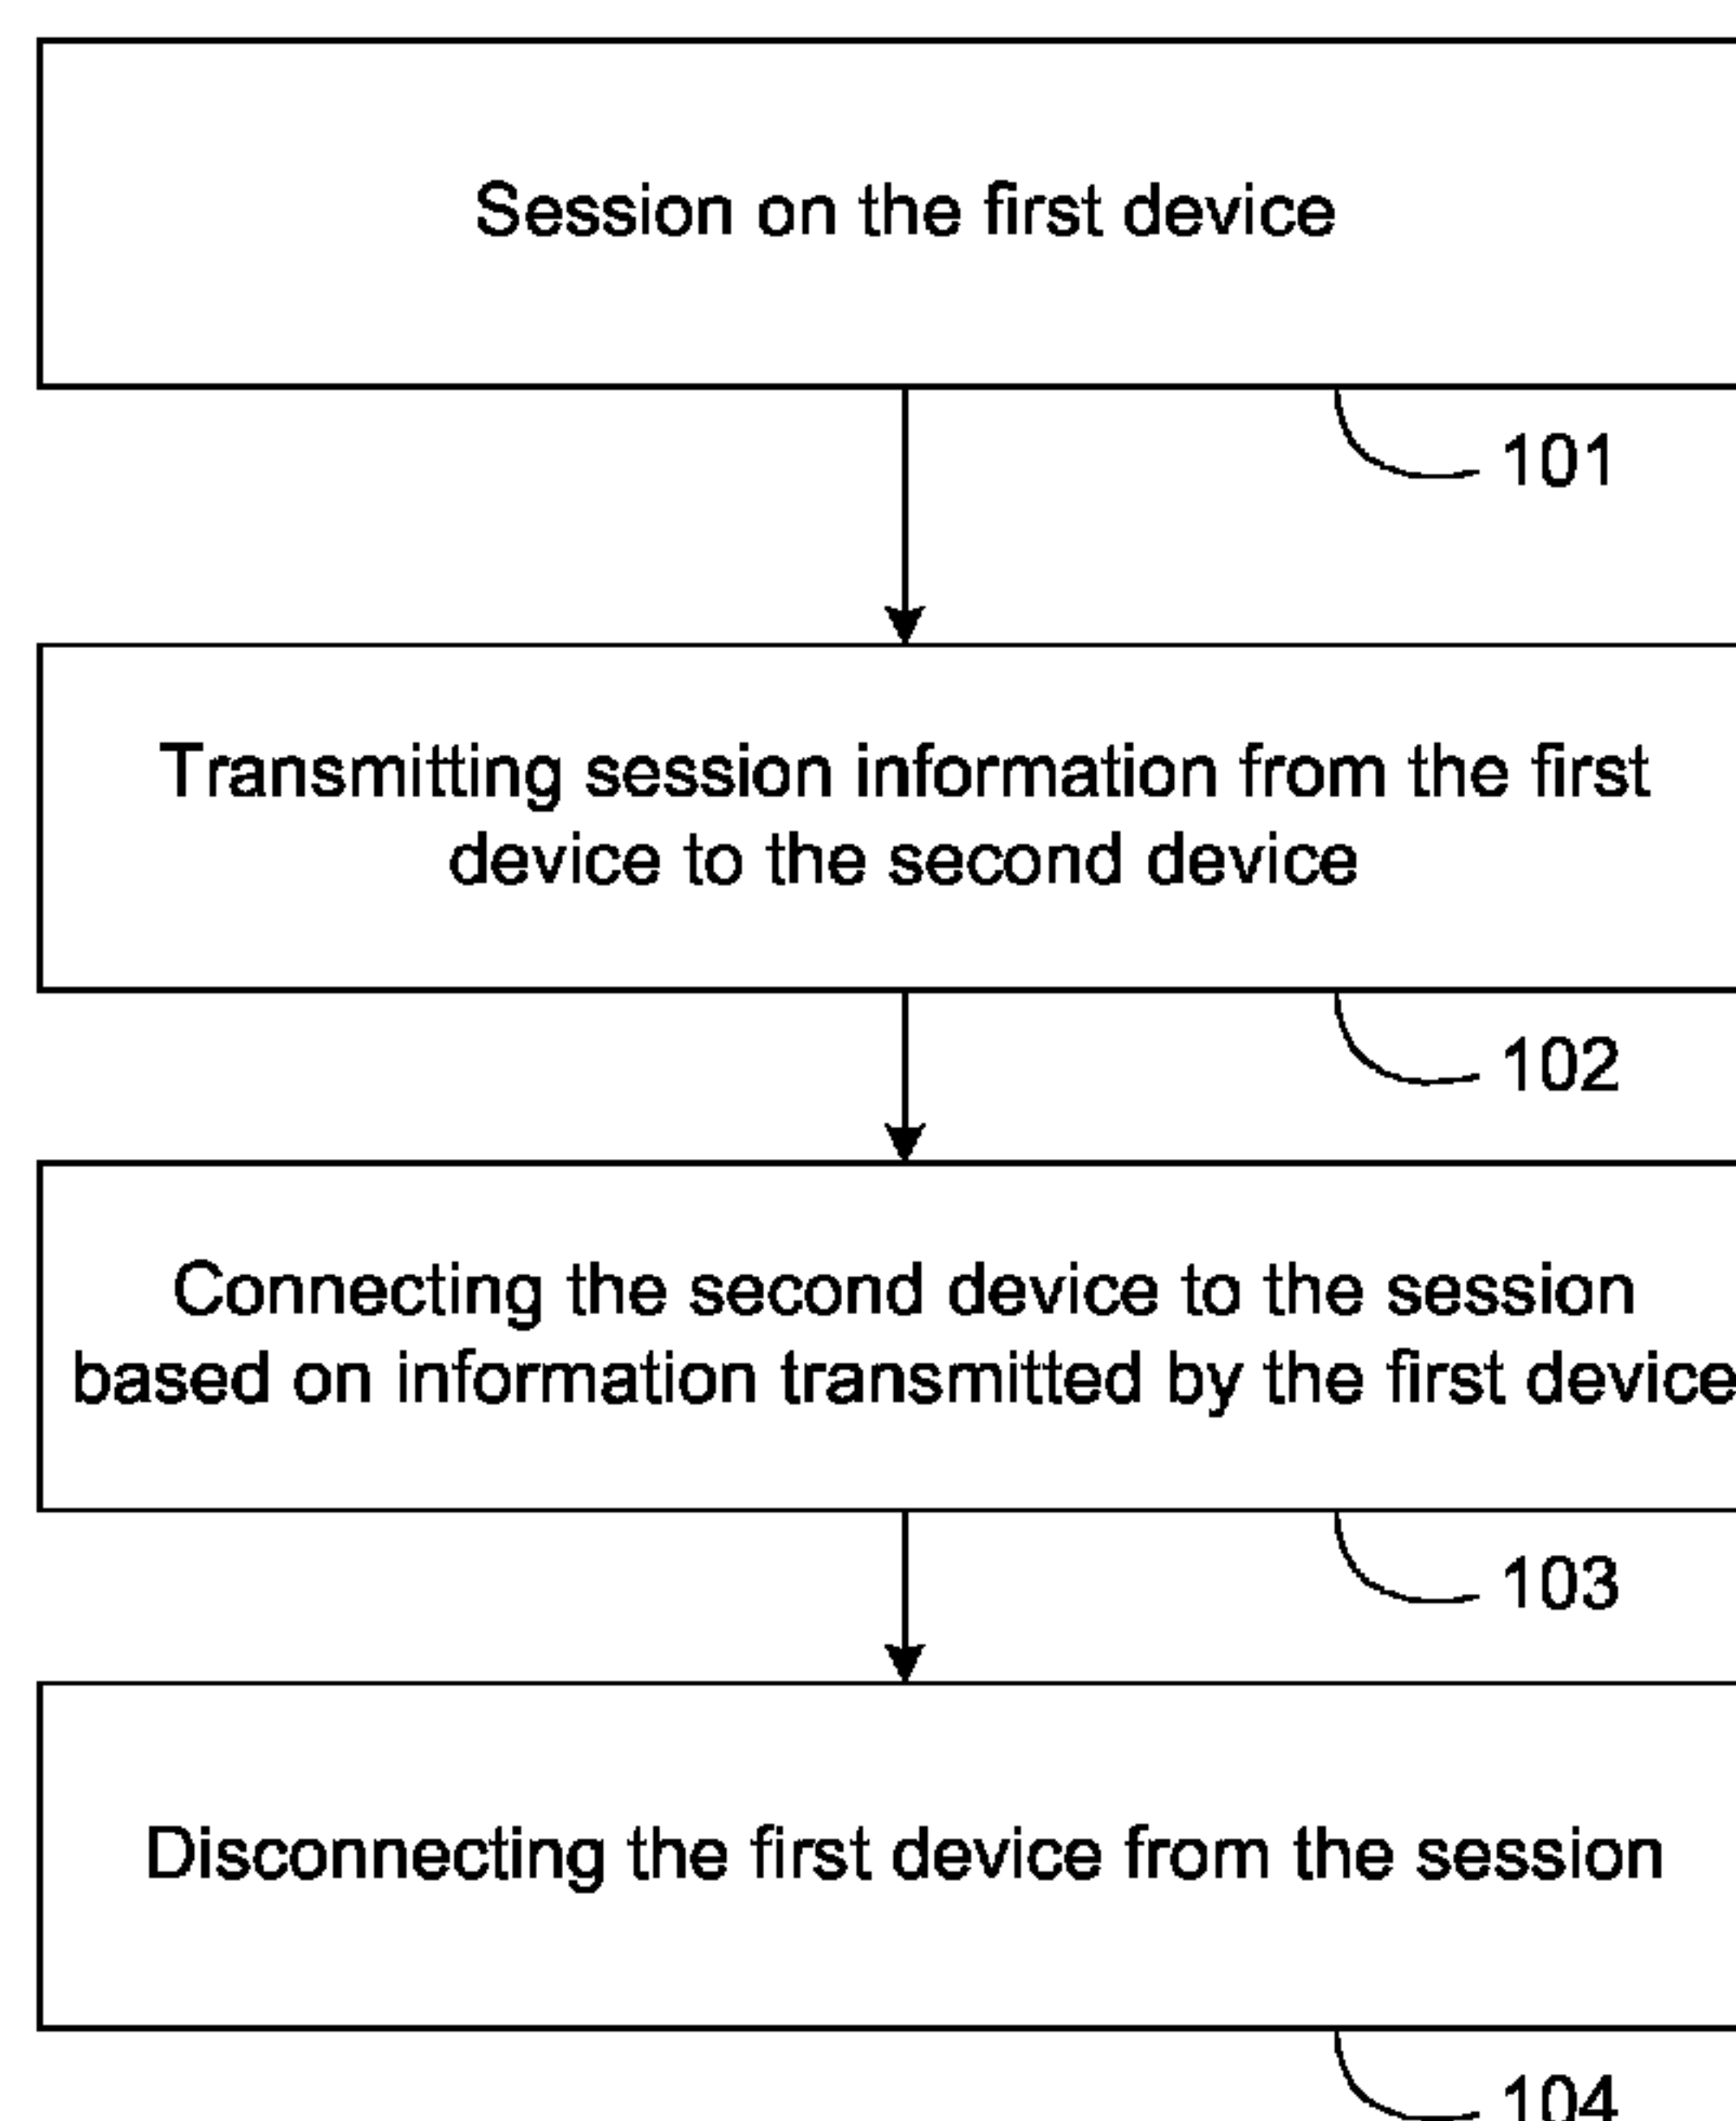 Session on the first device
101
Transmitting session information from the first
device to the second device
102
Connecting the second device to the session
based on information transmitted by the first device
103
Disconnecting the first device from the session
104